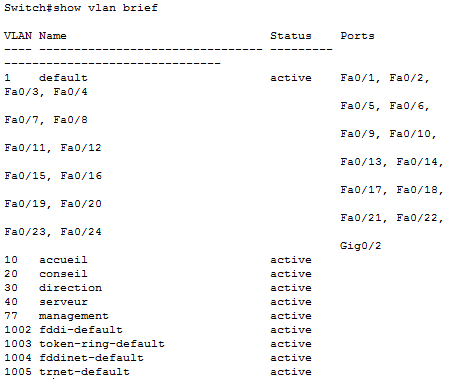 Switch#show vlan brief
VLAN Name                             Status    Ports
---- -------------------------------- ---------
-------------------------------
1    default                          active    Fa0/1, Fa0/2,
Fa0/3, Fa0/4
                                                Fa0/5, Fa0/6,
Fa0/7, Fa0/8
                                                Fa0/9, Fa0/10,
Fa0/11, Fa0/12
                                                Fa0/13, Fa0/14,
Fa0/15, Fa0/16
                                                Fa0/17, Fa0/18,
Fa0/19, Fa0/20
                                                Fa0/21, Fa0/22,
Fa0/23, Fa0/24
                                                Gig0/2
10   accueil                          active
20   conseil                          active
30   direction                        active
40   serveur                          active
77   management                       active
1002 fddi-default                     active
1003 token-ring-default               active
1004 fddinet-default                  active
1005 trnet-default                    active